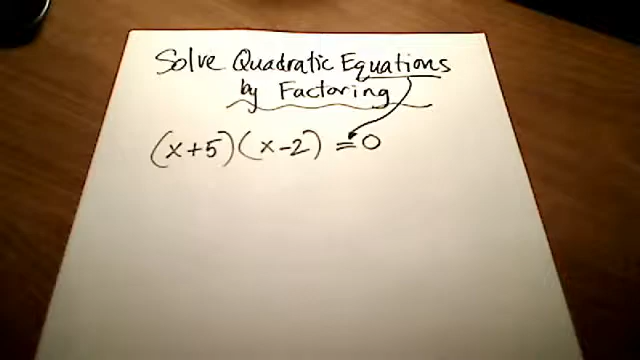 Solve Quadratic Equations
by Factoring
(x+5)(x-2) = 0